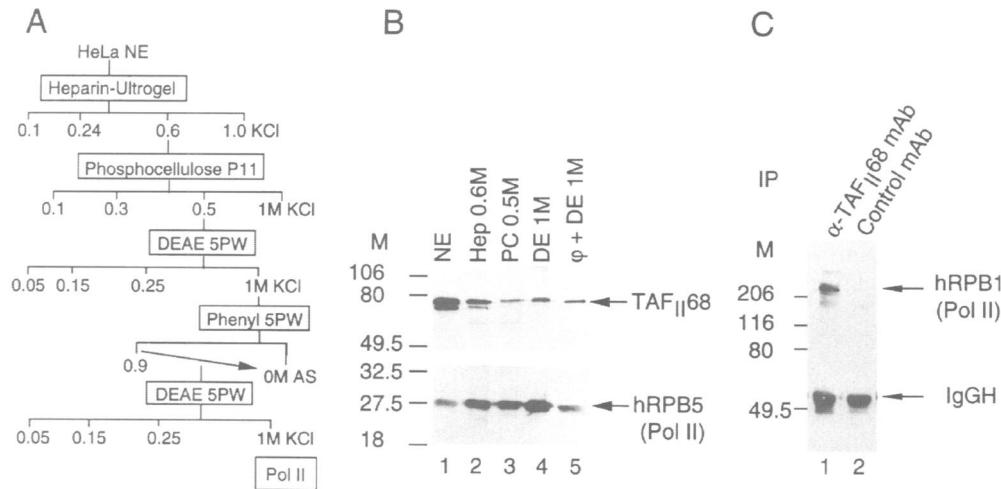 A
HeLa NE
Heparin-Ultrogel
0.1 0.24 0.6 1.0 KCl
Phosphocellulose P11
0.1 0.3 0.5 1M KCl
DEAE 5PW
0.05 0.15 0.25 1M KCl
Phenyl 5PW
0.9 0M AS
DEAE 5PW
0.05 0.15 0.25 1M KCl
Pol II
B
M
NE
Hep 0.6M
PC 0.5M
DE 1M
φ + DE 1M
106
80
TAFII68
49.5
32.5
27.5
hRPB5
(Pol II)
18
1 2 3 4 5
C
IP
α-TAFII68 mAb
Control mAb
M
206
hRPB1
(Pol II)
116
80
IgGH
49.5
1 2